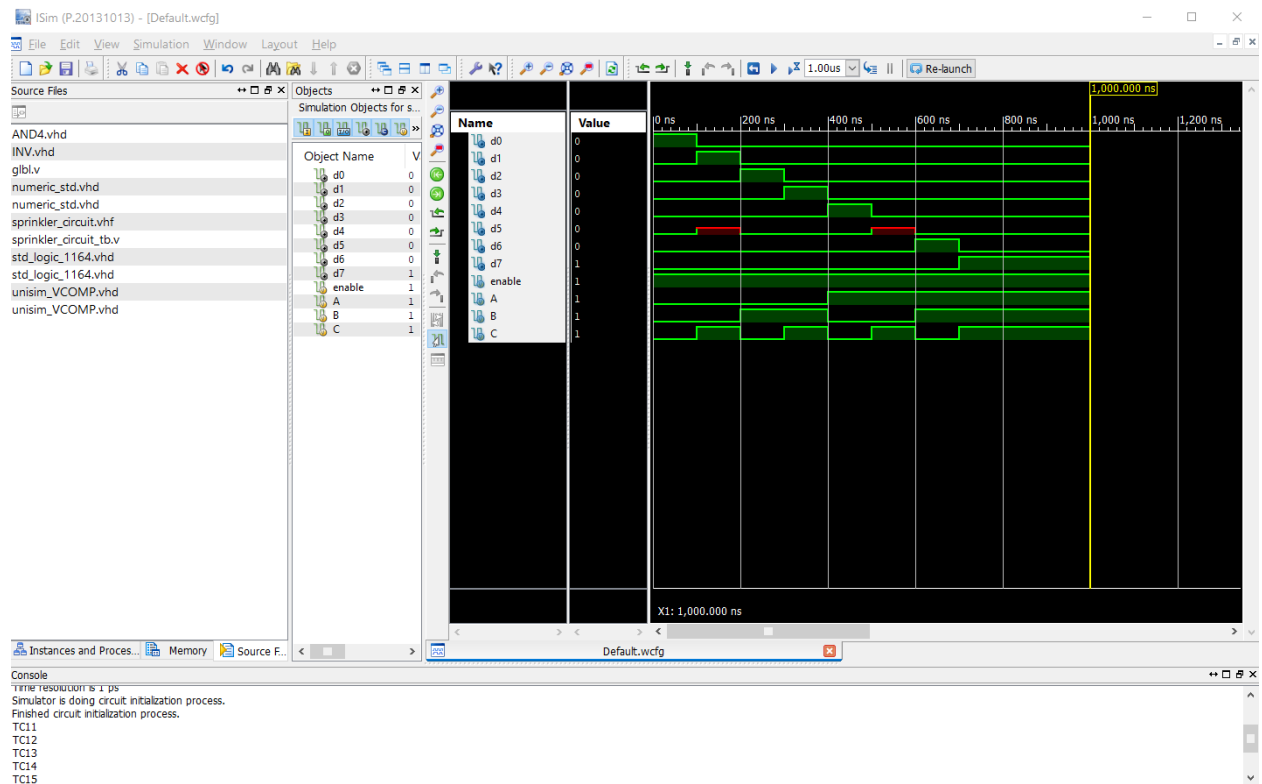 ISim (P.20131013) - [Default.wcfg]
File Edit View Simulation Window Layout Help
1.00us Re-launch
Source Files
AND4.vhd
INV.vhd
glbl.v
numeric_std.vhd
numeric_std.vhd
sprinkler_circuit.vhf
sprinkler_circuit_tb.v
std_logic_1164.vhd
std_logic_1164.vhd
unisim_VCOMP.vhd
unisim_VCOMP.vhd
Instances and Proces... Memory Source F...
Objects
Simulation Objects for s...
Object Name V
d0 0
d1 0
d2 0
d3 0
d4 0
d5 0
d6 0
d7 1
enable 1
A 1
B 1
C 1
1,000.000 ns
Name Value
0 ns 200 ns 400 ns 600 ns 800 ns 1,000 ns 1,200 ns
d0 0
d1 0
d2 0
d3 0
d4 0
d5 0
d6 0
d7 1
enable 1
A 1
B 1
C 1
X1: 1,000.000 ns
Default.wcfg
Console
Time resolution is 1 ps
Simulator is doing circuit initialization process.
Finished circuit initialization process.
TC11
TC12
TC13
TC14
TC15